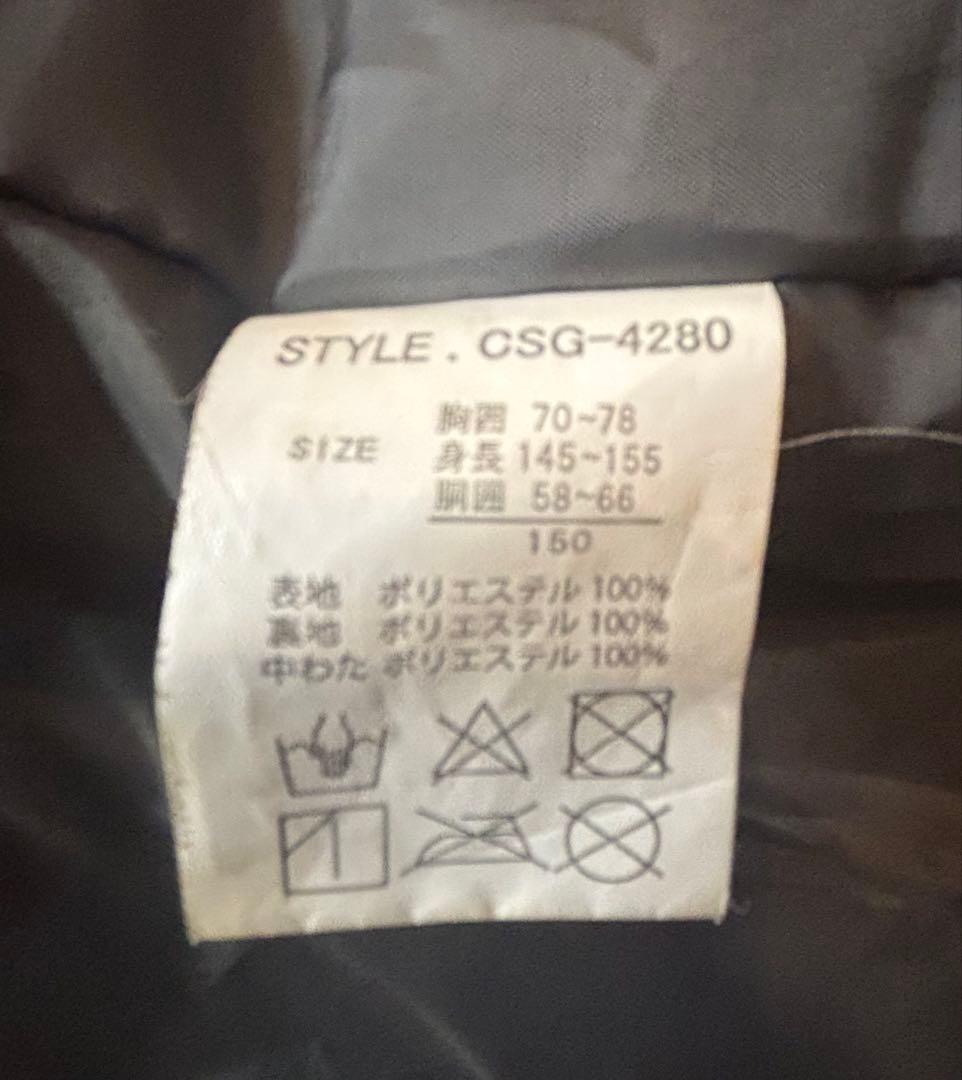 STYLE. CSG-4280
SIZE
胸囲 70~78
身長 145~155
胴囲 58~66
150
表地 ポリエステル 100%
裏地 ポリエステル 100%
中わた ポリエステル 100%